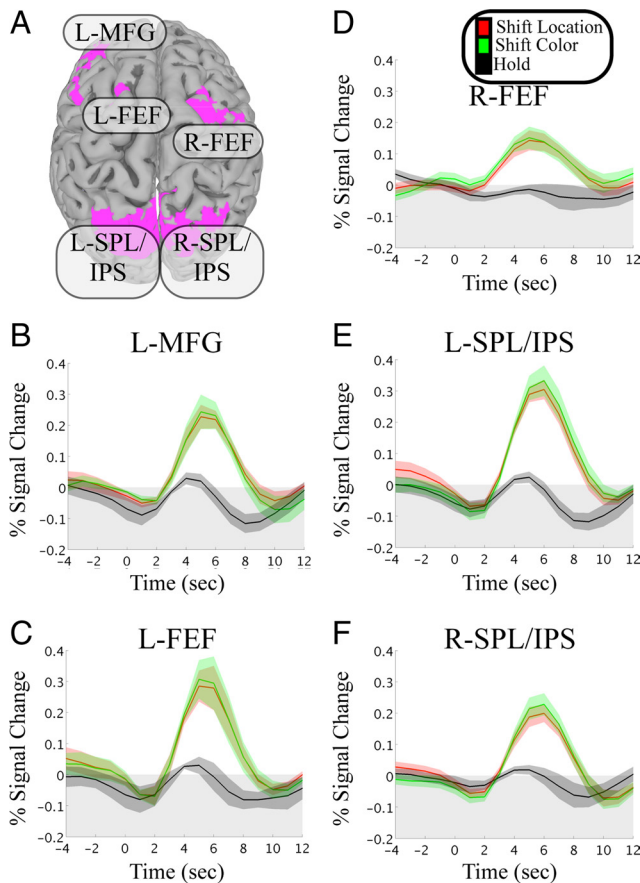 A
L-MFG
L-FEF
R-FEF
L-SPL/
IPS
R-SPL/
IPS
D
Shift Location
Shift Color
Hold
R-FEF
% Signal Change
0.4
0.3
0.2
0.1
0
-0.1
-0.2
-4 -2 0 2 4 6 8 10 12
Time (sec)
B
L-MFG
% Signal Change
0.4
0.3
0.2
0.1
0
-0.1
-0.2
-4 -2 0 2 4 6 8 10 12
Time (sec)
E
L-SPL/IPS
% Signal Change
0.4
0.3
0.2
0.1
0
-0.1
-0.2
-4 -2 0 2 4 6 8 10 12
Time (sec)
C
L-FEF
% Signal Change
0.4
0.3
0.2
0.1
0
-0.1
-0.2
-4 -2 0 2 4 6 8 10 12
Time (sec)
F
R-SPL/IPS
% Signal Change
0.4
0.3
0.2
0.1
0
-0.1
-0.2
-4 -2 0 2 4 6 8 10 12
Time (sec)